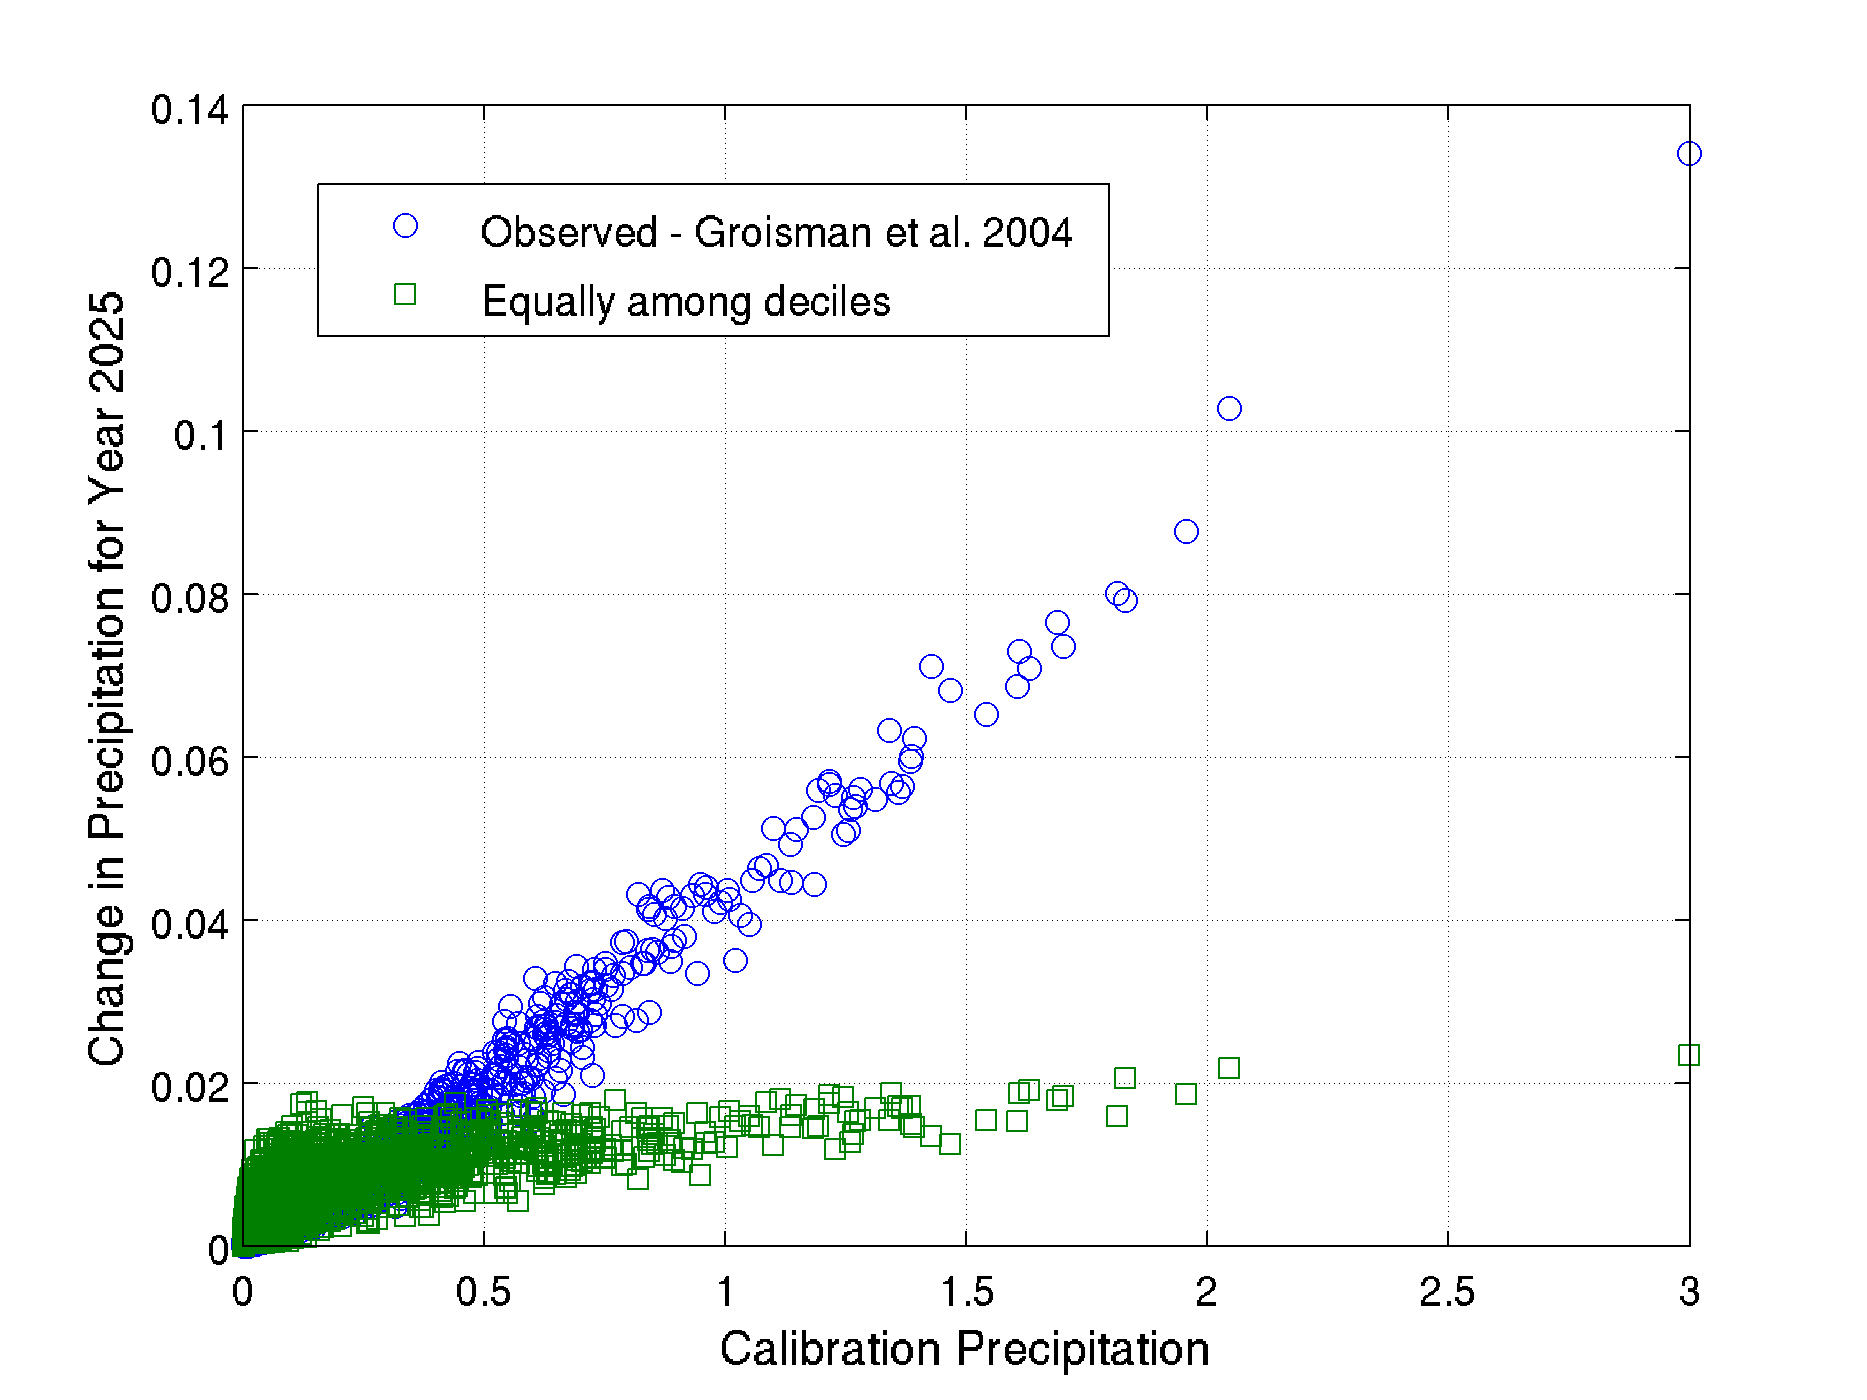 0.14
0.12
0.1
0.08
0.06
0.04
0.02
0
Change in Precipitation for Year 2025
Observed - Groisman et al. 2004
Equally among deciles
0 0.5 1 1.5 2 2.5 3
Calibration Precipitation